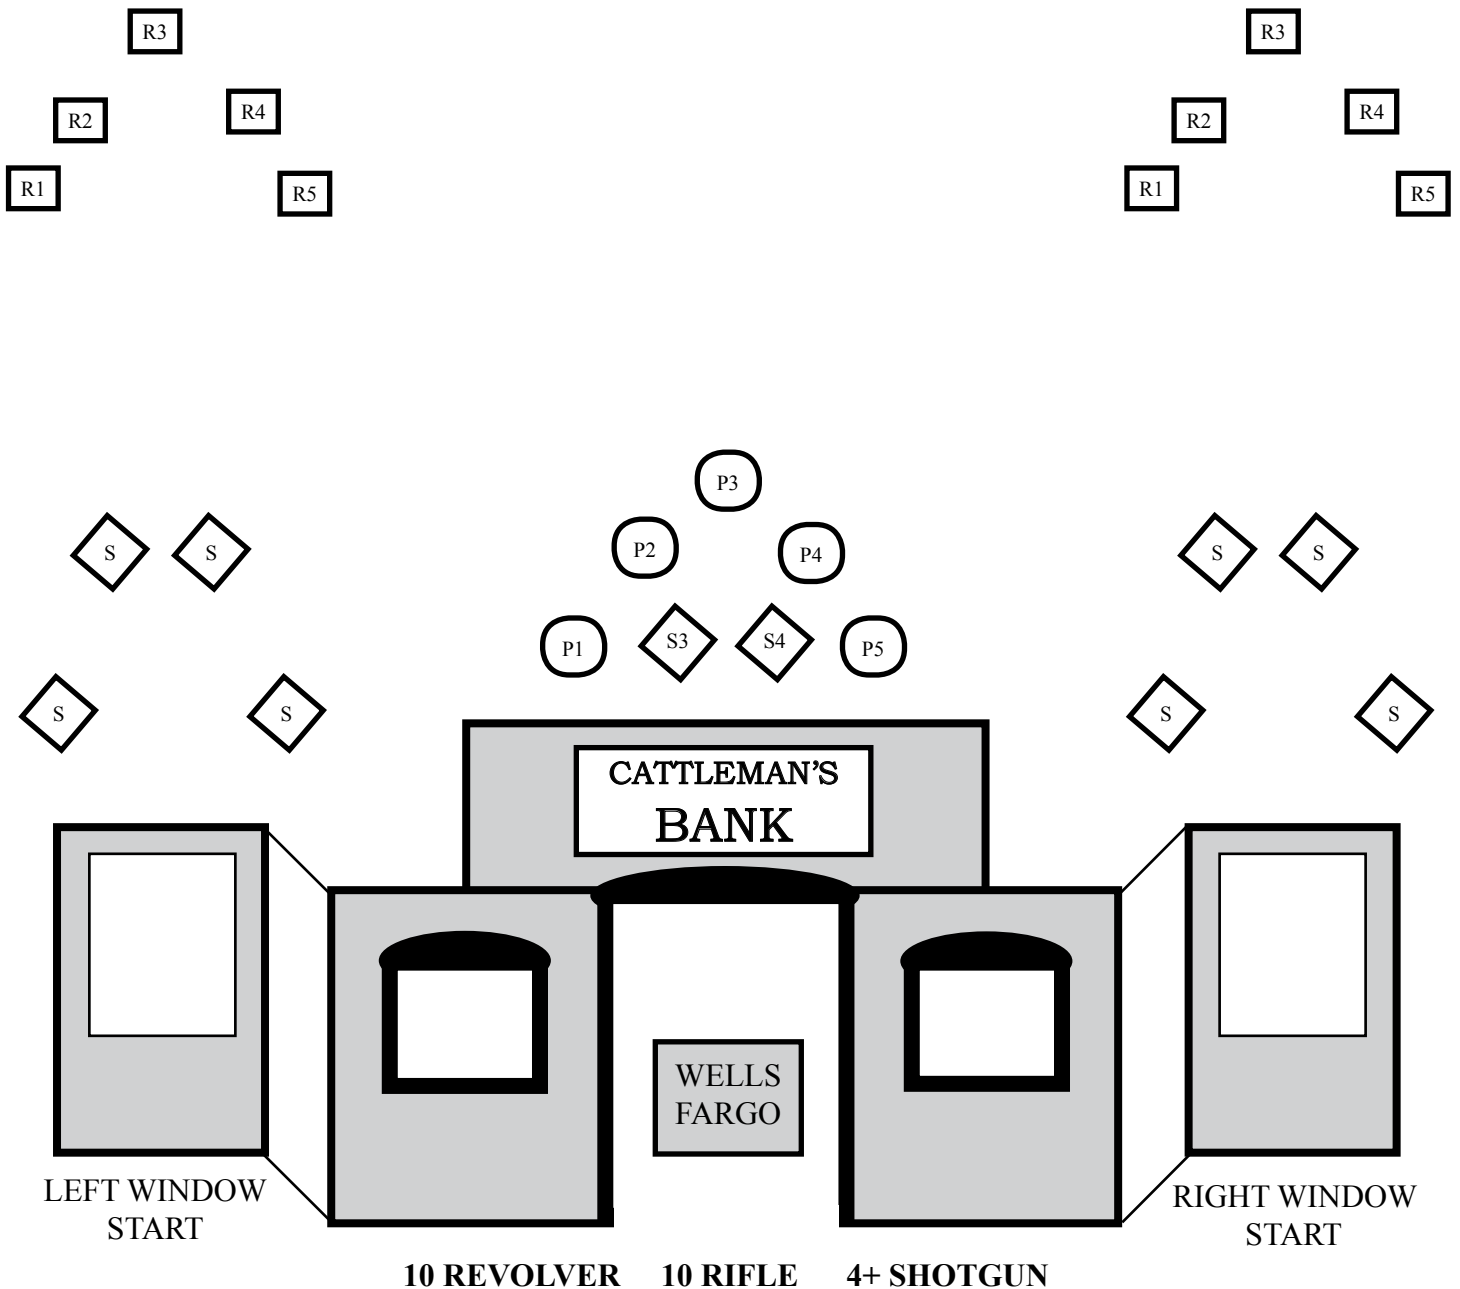 R3
R3
R2
R4
R2
R4
R1
R5
R1
R5
P3
S
S
P2
P4
S
S
P1
S3
S4
P5
S
S
S
S
CATTLEMAN'S
BANK
WELLS
FARGO
LEFT WINDOW
START
RIGHT WINDOW
START
10 REVOLVER 10 RIFLE 4+ SHOTGUN